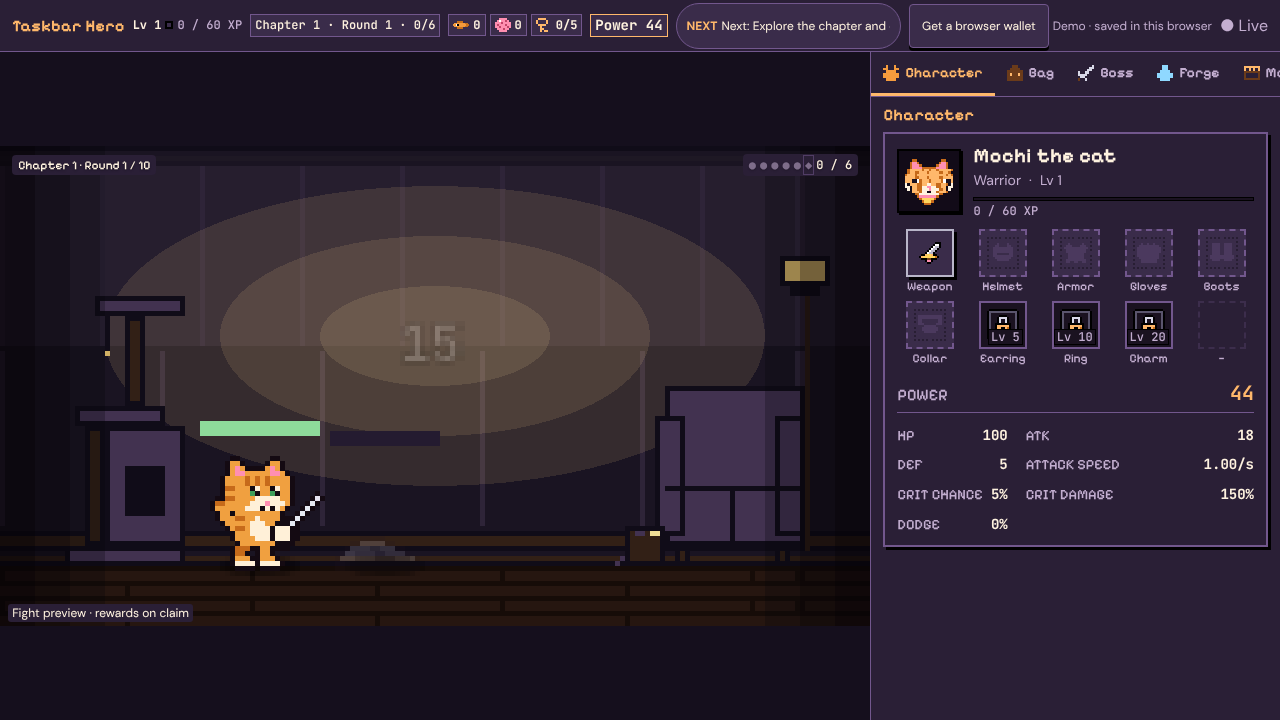 Taskbar Hero Lv 1 0 / 60 XP Chapter 1 · Round 1 · 0/6 0 0 0/5 Power 44 NEXT Next: Explore the chapter and Get a browser wallet Demo · saved in this browser Live
Character Bag Boss Forge
Character
Chapter 1 · Round 1 / 10
0 / 6
Mochi the cat
Warrior · Lv 1
0 / 60 XP
Weapon Helmet Armor Gloves Boots
Lv 5 Lv 10 Lv 20
Collar Earring Ring Charm –
15
POWER 44
HP 100 ATK 18
DEF 5 ATTACK SPEED 1.00/s
CRIT CHANCE 5% CRIT DAMAGE 150%
DODGE 0%
Fight preview · rewards on claim